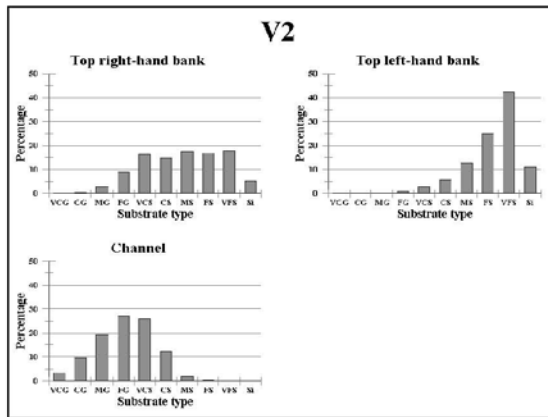 V2
Top right-hand bank
50
40
30
20
10
0
Percentage
VCG CG MG FG VCS CS MS FS VFS Si
Substrate type
Top left-hand bank
50
40
30
20
10
0
Percentage
VCG CG MG FG VCS CS MS FS VFS Si
Substrate type
Channel
50
40
30
20
10
0
Percentage
VCG CG MG FG VCS CS MS FS VFS Si
Substrate type